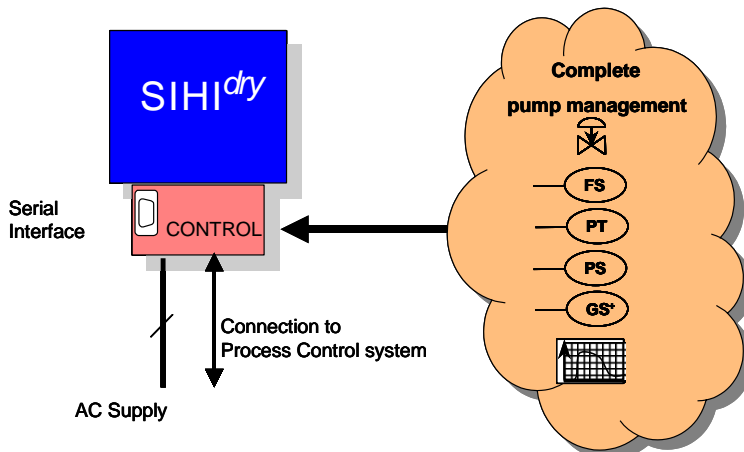 SIHI dry
CONTROL
Serial
Interface
Connection to
Process Control system
AC Supply
Complete
pump management
FS
PT
PS
GS+